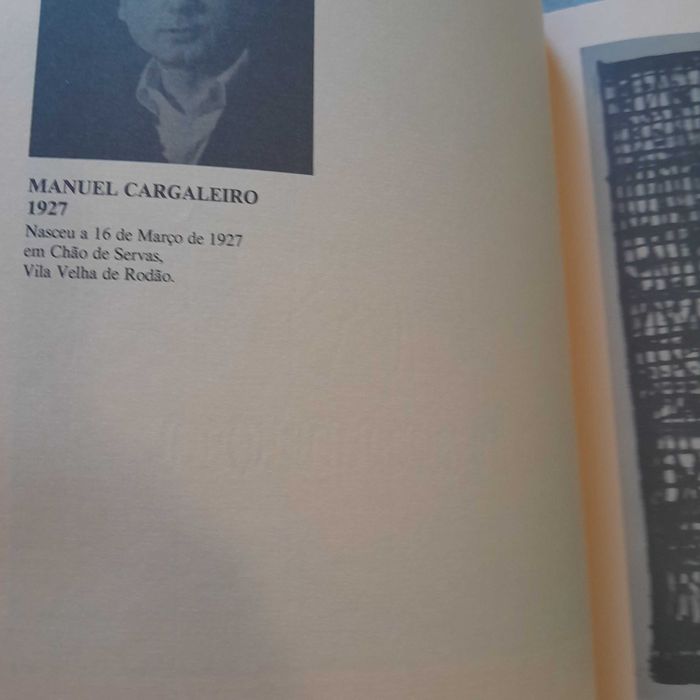 MANUEL CARGALEIRO
1927
Nasceu a 16 de Março de 1927
em Chão de Servas,
Vila Velha de Rodão.